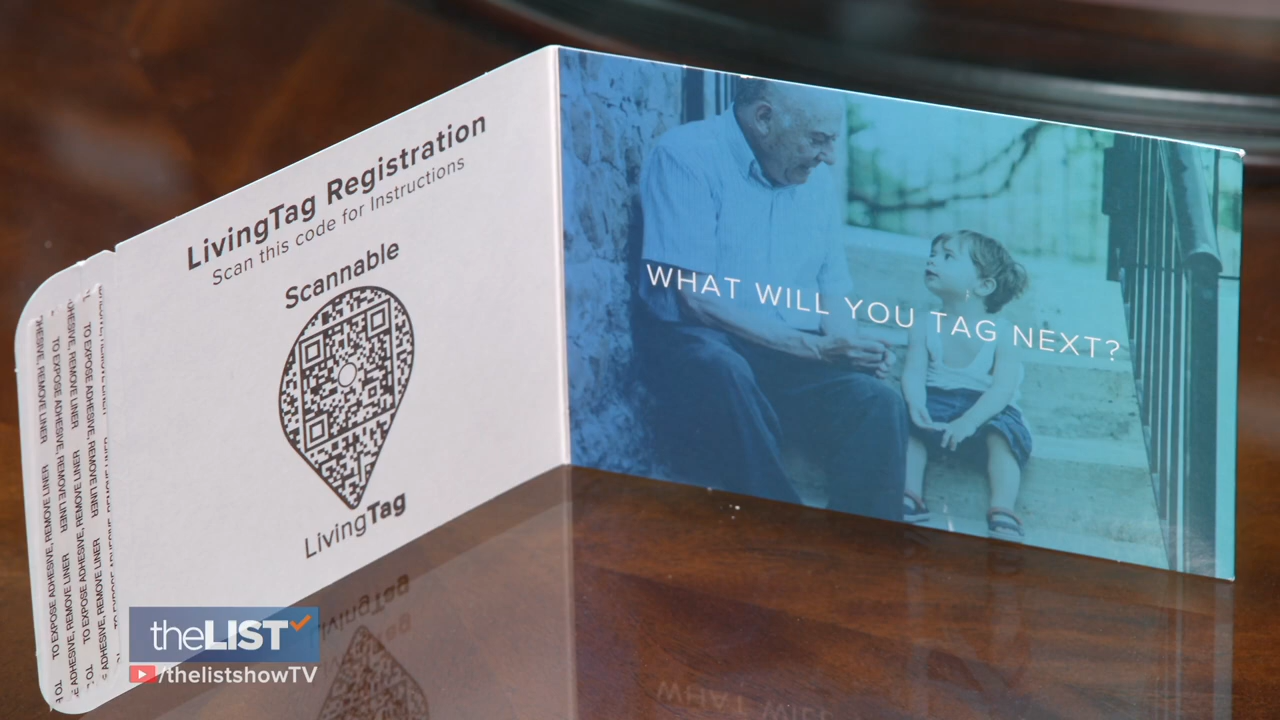 LivingTag Registration
Scan this code for Instructions
Scannable
LivingTag
WHAT WILL YOU TAG NEXT?
TO EXPOSE ADHESIVE, REMOVE LINER
TO EXPOSE ADHESIVE, REMOVE LINER
TO EXPOSE ADHESIVE, REMOVE LINER
theLIST
/thelistshowTV